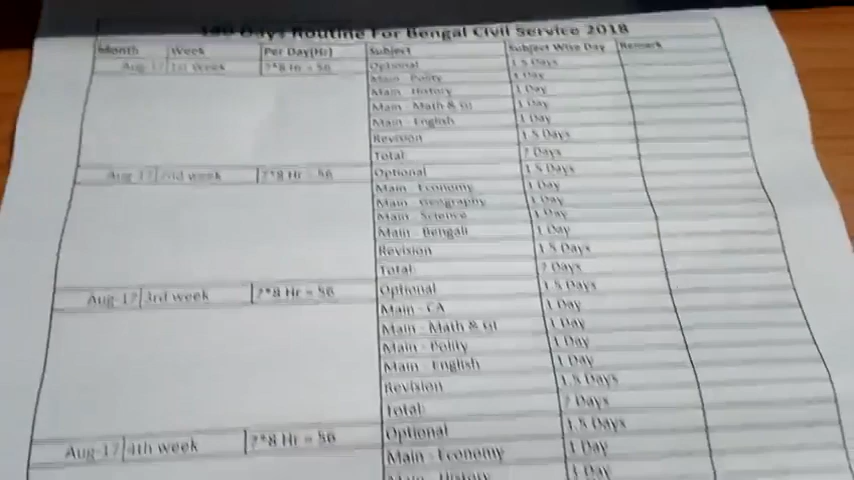 180 Days Routine For Bengal Civil Service 2018
Month Week Per Day(Hr) Subject Subject Wise Day Remark
Aug-17 1st Week 7*8 Hr = 56 Optional 1.5 Days
Main - Polity 1 Day
Main - History 1 Day
Main - Math & GI 1 Day
Main - English 1 Day
Revision 1.5 Days
Total 7 Days
Aug-17 2nd week 7*8 Hr = 56 Optional 1.5 Days
Main - Economy 1 Day
Main - Geography 1 Day
Main - Science 1 Day
Main - Bengali 1 Day
Revision 1.5 Days
Total 7 Days
Aug-17 3rd week 7*8 Hr = 56 Optional 1.5 Days
Main - CA 1 Day
Main - Math & GI 1 Day
Main - Polity 1 Day
Main - English 1 Day
Revision 1.5 Days
Total 7 Days
Aug-17 4th week 7*8 Hr = 56 Optional 1.5 Days
Main - Economy 1 Day
Main - History 1 Day